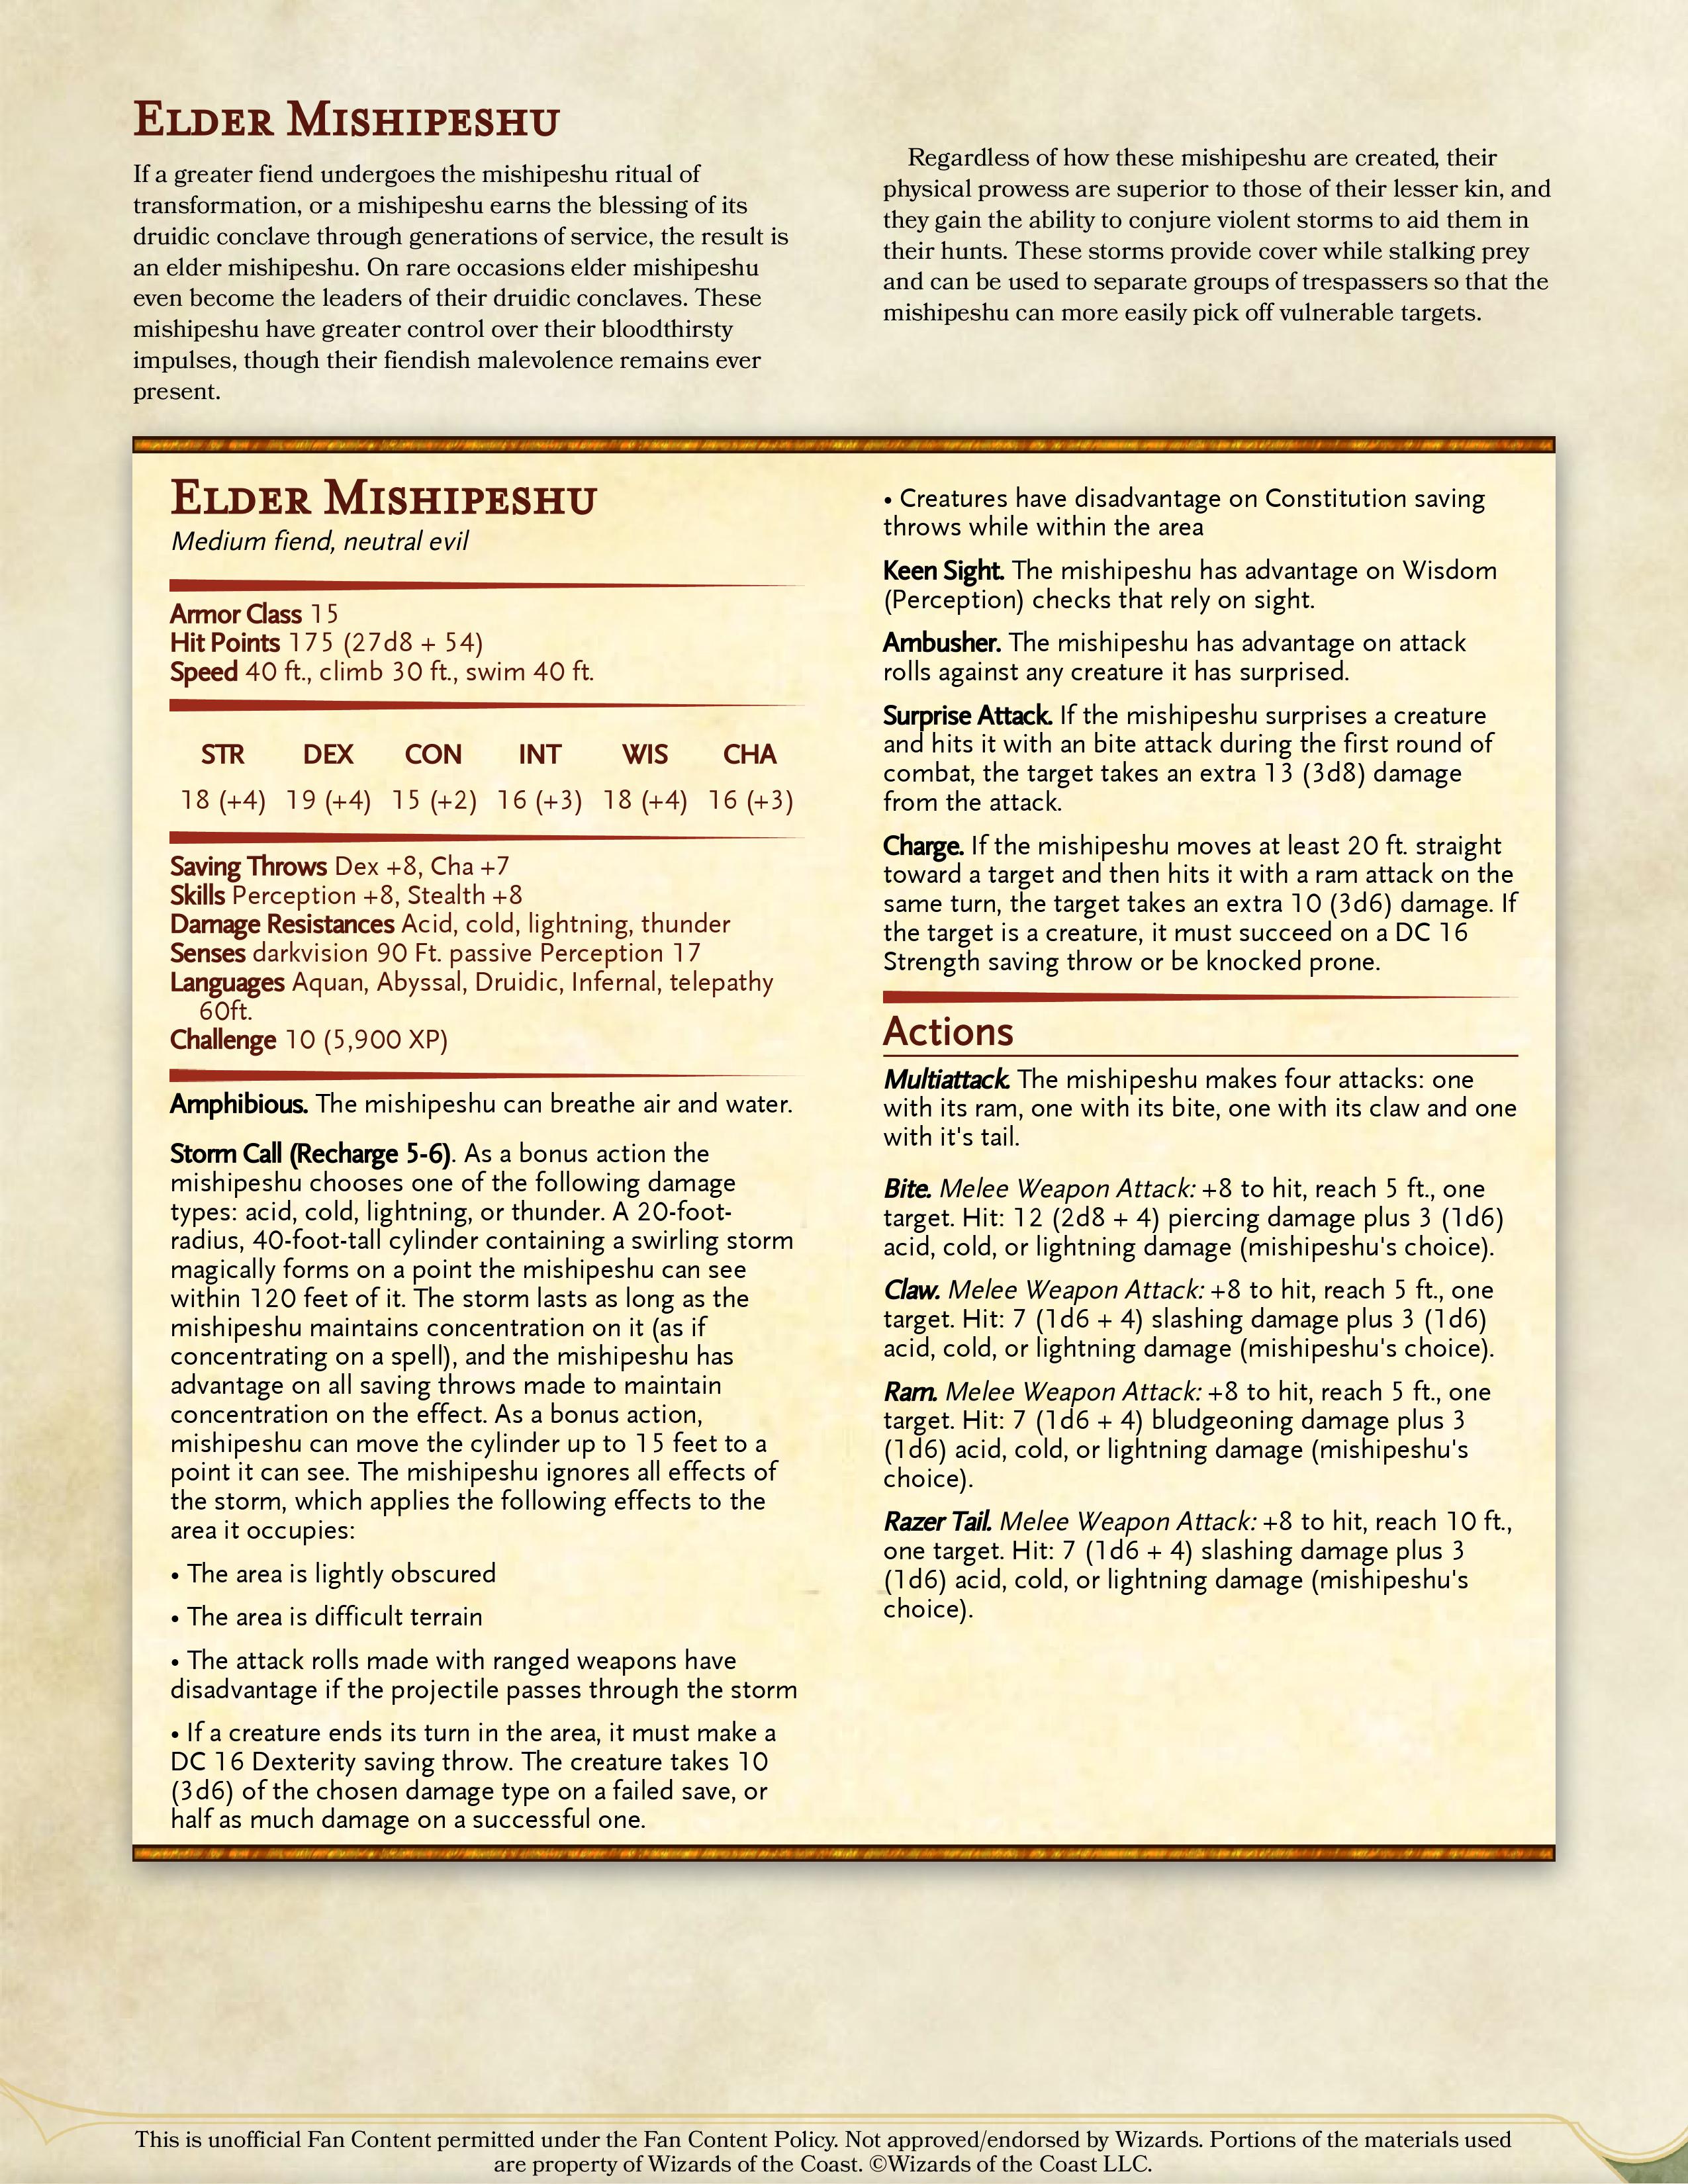 Elder Mishipeshu
If a greater fiend undergoes the mishipeshu ritual of
transformation, or a mishipeshu earns the blessing of its
druidic conclave through generations of service, the result is
an elder mishipeshu. On rare occasions elder mishipeshu
even become the leaders of their druidic conclaves. These
mishipeshu have greater control over their bloodthirsty
impulses, though their fiendish malevolence remains ever
present.
Regardless of how these mishipeshu are created, their
physical prowess are superior to those of their lesser kin, and
they gain the ability to conjure violent storms to aid them in
their hunts. These storms provide cover while stalking prey
and can be used to separate groups of trespassers so that the
mishipeshu can more easily pick off vulnerable targets.
Elder Mishipeshu
Medium fiend, neutral evil
Armor Class 15
Hit Points 175 (27d8 + 54)
Speed 40 ft., climb 30 ft., swim 40 ft.
STR DEX CON INT WIS CHA
18 (+4) 19 (+4) 15 (+2) 16 (+3) 18 (+4) 16 (+3)
Saving Throws Dex +8, Cha +7
Skills Perception +8, Stealth +8
Damage Resistances Acid, cold, lightning, thunder
Senses darkvision 90 Ft. passive Perception 17
Languages Aquan, Abyssal, Druidic, Infernal, telepathy
60ft.
Challenge 10 (5,900 XP)
Amphibious. The mishipeshu can breathe air and water.
Storm Call (Recharge 5-6). As a bonus action the
mishipeshu chooses one of the following damage
types: acid, cold, lightning, or thunder. A 20-foot-
radius, 40-foot-tall cylinder containing a swirling storm
magically forms on a point the mishipeshu can see
within 120 feet of it. The storm lasts as long as the
mishipeshu maintains concentration on it (as if
concentrating on a spell), and the mishipeshu has
advantage on all saving throws made to maintain
concentration on the effect. As a bonus action,
mishipeshu can move the cylinder up to 15 feet to a
point it can see. The mishipeshu ignores all effects of
the storm, which applies the following effects to the
area it occupies:
• The area is lightly obscured
• The area is difficult terrain
• The attack rolls made with ranged weapons have
disadvantage if the projectile passes through the storm
• If a creature ends its turn in the area, it must make a
DC 16 Dexterity saving throw. The creature takes 10
(3d6) of the chosen damage type on a failed save, or
half as much damage on a successful one.
• Creatures have disadvantage on Constitution saving
throws while within the area
Keen Sight. The mishipeshu has advantage on Wisdom
(Perception) checks that rely on sight.
Ambusher. The mishipeshu has advantage on attack
rolls against any creature it has surprised.
Surprise Attack. If the mishipeshu surprises a creature
and hits it with an bite attack during the first round of
combat, the target takes an extra 13 (3d8) damage
from the attack.
Charge. If the mishipeshu moves at least 20 ft. straight
toward a target and then hits it with a ram attack on the
same turn, the target takes an extra 10 (3d6) damage. If
the target is a creature, it must succeed on a DC 16
Strength saving throw or be knocked prone.
Actions
Multiattack. The mishipeshu makes four attacks: one
with its ram, one with its bite, one with its claw and one
with it's tail.
Bite. Melee Weapon Attack: +8 to hit, reach 5 ft., one
target. Hit: 12 (2d8 + 4) piercing damage plus 3 (1d6)
acid, cold, or lightning damage (mishipeshu's choice).
Claw. Melee Weapon Attack: +8 to hit, reach 5 ft., one
target. Hit: 7 (1d6 + 4) slashing damage plus 3 (1d6)
acid, cold, or lightning damage (mishipeshu's choice).
Ram. Melee Weapon Attack: +8 to hit, reach 5 ft., one
target. Hit: 7 (1d6 + 4) bludgeoning damage plus 3
(1d6) acid, cold, or lightning damage (mishipeshu's
choice).
Razer Tail. Melee Weapon Attack: +8 to hit, reach 10 ft.,
one target. Hit: 7 (1d6 + 4) slashing damage plus 3
(1d6) acid, cold, or lightning damage (mishipeshu's
choice).
This is unofficial Fan Content permitted under the Fan Content Policy. Not approved/endorsed by Wizards. Portions of the materials used
are property of Wizards of the Coast. ©Wizards of the Coast LLC.